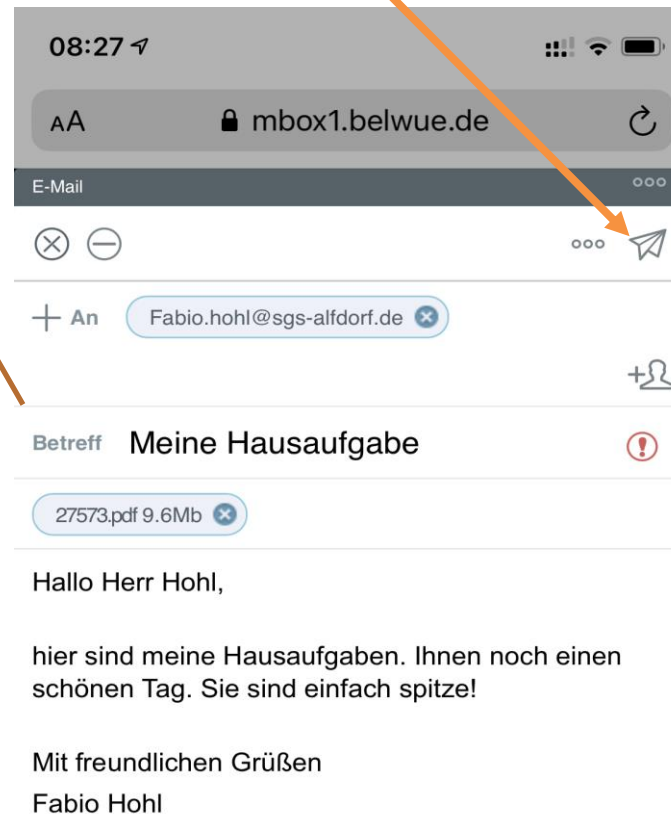 08:27
AA mbox1.belwue.de
E-Mail
+ An Fabio.hohl@sgs-alfdorf.de
Betreff Meine Hausaufgabe
27573.pdf 9.6Mb
Hallo Herr Hohl,
hier sind meine Hausaufgaben. Ihnen noch einen
schönen Tag. Sie sind einfach spitze!
Mit freundlichen Grüßen
Fabio Hohl